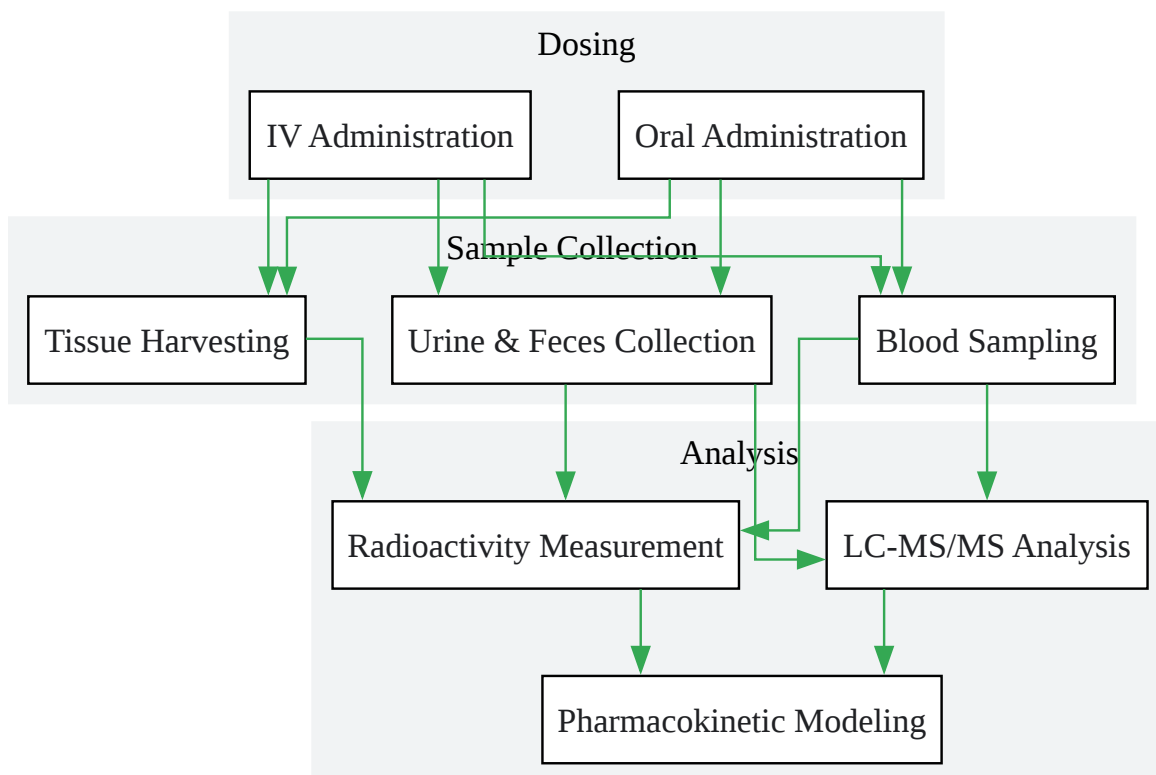 Dosing
IV Administration
Oral Administration
Sample Collection
Tissue Harvesting
Urine & Feces Collection
Blood Sampling
Analysis
Radioactivity Measurement
LC-MS/MS Analysis
Pharmacokinetic Modeling